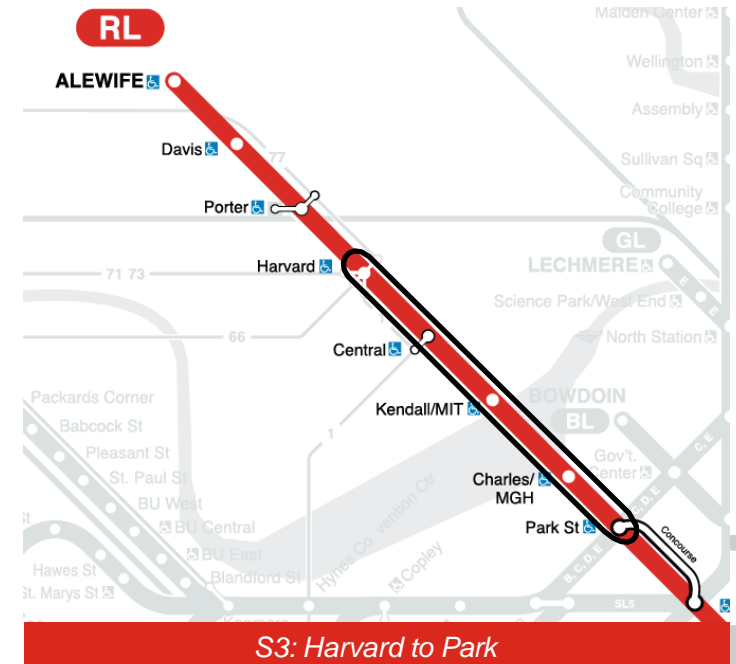 RL
Malden Center
ALEWIFE
Wellington
Assembly
Davis
77
Sullivan Sq
Community
College
Porter
GL
LECHMERE
Harvard
71 73
E
E
Science Park/West End
66
North Station
Central
Packards Corner
BOWDOIN
Kendall/MIT
BL
Babcock St
1
C, E
Pleasant St
Gov't.
Center
St. Paul St
Charles/
MGH
C, D, E
BU West
Hynes Co vention Ctr
BU Central
Park St
Concourse
BU East
Copley
B, C, D, E
Hawes St
Blandford St
St. Marys St
SL5
S3: Harvard to Park